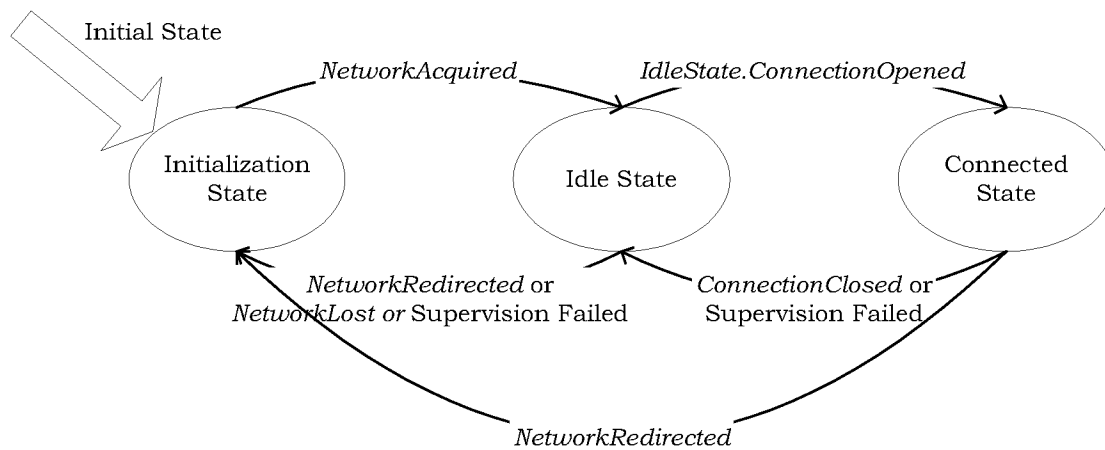 Initial State
NetworkAcquired
IdleState.ConnectionOpened
Initialization
State
Idle State
Connected
State
NetworkRedirected or
NetworkLost or Supervision Failed
ConnectionClosed or
Supervision Failed
NetworkRedirected